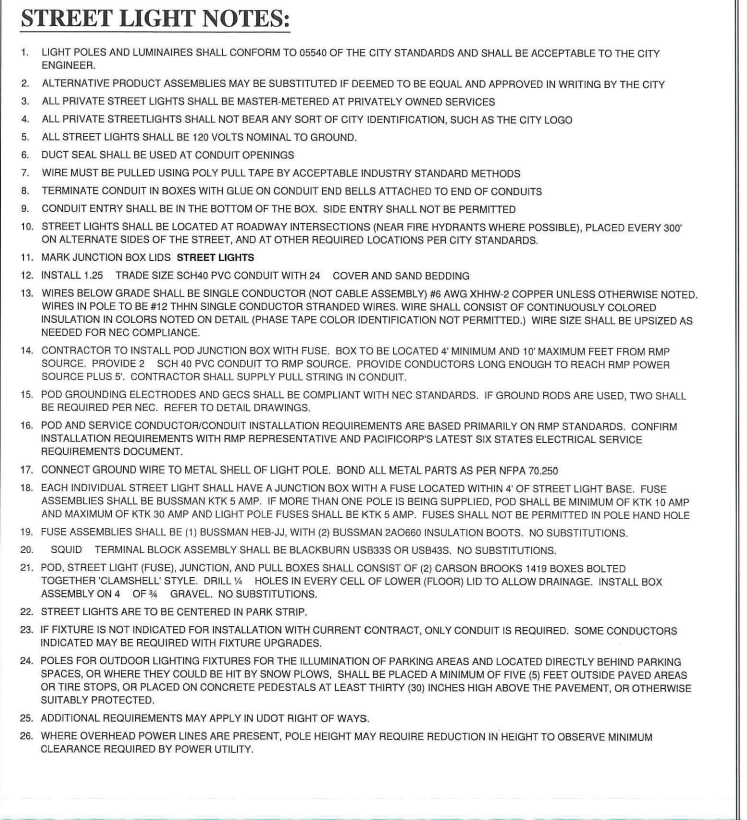 STREET LIGHT NOTES:
1. LIGHT POLES AND LUMINAIRES SHALL CONFORM TO 05540 OF THE CITY STANDARDS AND SHALL BE ACCEPTABLE TO THE CITY
ENGINEER.
2. ALTERNATIVE PRODUCT ASSEMBLIES MAY BE SUBSTITUTED IF DEEMED TO BE EQUAL AND APPROVED IN WRITING BY THE CITY
3. ALL PRIVATE STREET LIGHTS SHALL BE MASTER-METERED AT PRIVATELY OWNED SERVICES
4. ALL PRIVATE STREETLIGHTS SHALL NOT BEAR ANY SORT OF CITY IDENTIFICATION, SUCH AS THE CITY LOGO
5. ALL STREET LIGHTS SHALL BE 120 VOLTS NOMINAL TO GROUND.
6. DUCT SEAL SHALL BE USED AT CONDUIT OPENINGS
7. WIRE MUST BE PULLED USING POLY PULL TAPE BY ACCEPTABLE INDUSTRY STANDARD METHODS
8. TERMINATE CONDUIT IN BOXES WITH GLUE ON CONDUIT END BELLS ATTACHED TO END OF CONDUITS
9. CONDUIT ENTRY SHALL BE IN THE BOTTOM OF THE BOX. SIDE ENTRY SHALL NOT BE PERMITTED
10. STREET LIGHTS SHALL BE LOCATED AT ROADWAY INTERSECTIONS (NEAR FIRE HYDRANTS WHERE POSSIBLE), PLACED EVERY 300'
ON ALTERNATE SIDES OF THE STREET, AND AT OTHER REQUIRED LOCATIONS PER CITY STANDARDS.
11. MARK JUNCTION BOX LIDS STREET LIGHTS
12. INSTALL 1.25 TRADE SIZE SCH40 PVC CONDUIT WITH 24 COVER AND SAND BEDDING
13. WIRES BELOW GRADE SHALL BE SINGLE CONDUCTOR (NOT CABLE ASSEMBLY) #6 AWG XHHW-2 COPPER UNLESS OTHERWISE NOTED.
WIRES IN POLE TO BE #12 THHN SINGLE CONDUCTOR STRANDED WIRES. WIRE SHALL CONSIST OF CONTINUOUSLY COLORED
INSULATION IN COLORS NOTED ON DETAIL (PHASE TAPE COLOR IDENTIFICATION NOT PERMITTED.) WIRE SIZE SHALL BE UPSIZED AS
NEEDED FOR NEC COMPLIANCE.
14. CONTRACTOR TO INSTALL POD JUNCTION BOX WITH FUSE. BOX TO BE LOCATED 4' MINIMUM AND 10' MAXIMUM FEET FROM RMP
SOURCE. PROVIDE 2 SCH 40 PVC CONDUIT TO RMP SOURCE. PROVIDE CONDUCTORS LONG ENOUGH TO REACH RMP POWER
SOURCE PLUS 5'. CONTRACTOR SHALL SUPPLY PULL STRING IN CONDUIT.
15. POD GROUNDING ELECTRODES AND GECS SHALL BE COMPLIANT WITH NEC STANDARDS. IF GROUND RODS ARE USED, TWO SHALL
BE REQUIRED PER NEC. REFER TO DETAIL DRAWINGS.
16. POD AND SERVICE CONDUCTOR/CONDUIT INSTALLATION REQUIREMENTS ARE BASED PRIMARILY ON RMP STANDARDS. CONFIRM
INSTALLATION REQUIREMENTS WITH RMP REPRESENTATIVE AND PACIFICORP'S LATEST SIX STATES ELECTRICAL SERVICE
REQUIREMENTS DOCUMENT.
17. CONNECT GROUND WIRE TO METAL SHELL OF LIGHT POLE. BOND ALL METAL PARTS AS PER NFPA 70.250
18. EACH INDIVIDUAL STREET LIGHT SHALL HAVE A JUNCTION BOX WITH A FUSE LOCATED WITHIN 4' OF STREET LIGHT BASE. FUSE
ASSEMBLIES SHALL BE BUSSMAN KTK 5 AMP. IF MORE THAN ONE POLE IS BEING SUPPLIED, POD SHALL BE MINIMUM OF KTK 10 AMP
AND MAXIMUM OF KTK 30 AMP AND LIGHT POLE FUSES SHALL BE KTK 5 AMP. FUSES SHALL NOT BE PERMITTED IN POLE HAND HOLE
19. FUSE ASSEMBLIES SHALL BE (1) BUSSMAN HEB-JJ, WITH (2) BUSSMAN 2AO660 INSULATION BOOTS. NO SUBSTITUTIONS.
20. SQUID TERMINAL BLOCK ASSEMBLY SHALL BE BLACKBURN USB33S OR USB43S. NO SUBSTITUTIONS.
21. POD, STREET LIGHT (FUSE), JUNCTION, AND PULL BOXES SHALL CONSIST OF (2) CARSON BROOKS 1419 BOXES BOLTED
TOGETHER 'CLAMSHELL' STYLE. DRILL ¼ HOLES IN EVERY CELL OF LOWER (FLOOR) LID TO ALLOW DRAINAGE. INSTALL BOX
ASSEMBLY ON 4 OF ¾ GRAVEL. NO SUBSTITUTIONS.
22. STREET LIGHTS ARE TO BE CENTERED IN PARK STRIP.
23. IF FIXTURE IS NOT INDICATED FOR INSTALLATION WITH CURRENT CONTRACT, ONLY CONDUIT IS REQUIRED. SOME CONDUCTORS
INDICATED MAY BE REQUIRED WITH FIXTURE UPGRADES.
24. POLES FOR OUTDOOR LIGHTING FIXTURES FOR THE ILLUMINATION OF PARKING AREAS AND LOCATED DIRECTLY BEHIND PARKING
SPACES, OR WHERE THEY COULD BE HIT BY SNOW PLOWS, SHALL BE PLACED A MINIMUM OF FIVE (5) FEET OUTSIDE PAVED AREAS
OR TIRE STOPS, OR PLACED ON CONCRETE PEDESTALS AT LEAST THIRTY (30) INCHES HIGH ABOVE THE PAVEMENT, OR OTHERWISE
SUITABLY PROTECTED.
25. ADDITIONAL REQUIREMENTS MAY APPLY IN UDOT RIGHT OF WAYS.
26. WHERE OVERHEAD POWER LINES ARE PRESENT, POLE HEIGHT MAY REQUIRE REDUCTION IN HEIGHT TO OBSERVE MINIMUM
CLEARANCE REQUIRED BY POWER UTILITY.